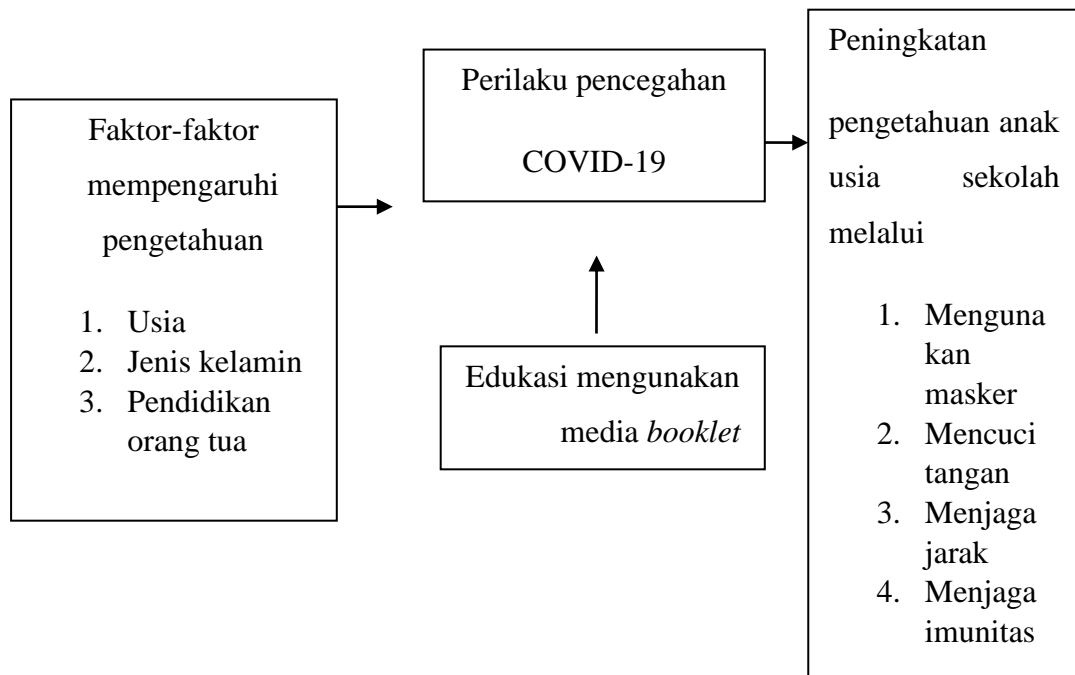 Faktor-faktor
mempengaruhi
pengetahuan
1. Usia
2. Jenis kelamin
3. Pendidikan
orang tua
Perilaku pencegahan
COVID-19
Edukasi mengunakan
media booklet
Peningkatan
pengetahuan anak
usia sekolah
melalui
1. Menguna
kan
masker
2. Mencuci
tangan
3. Menjaga
jarak
4. Menjaga
imunitas